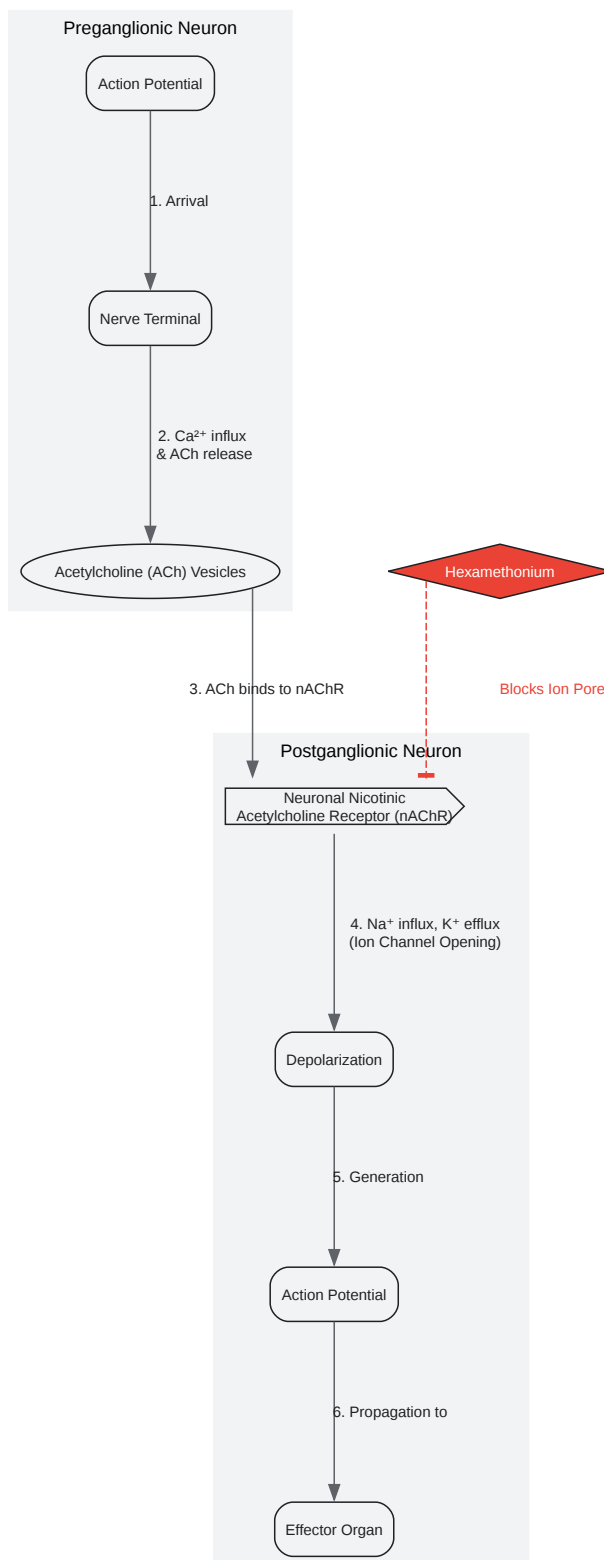 Preganglionic Neuron
Action Potential
1. Arrival
Nerve Terminal
2. Ca²⁺ influx
& ACh release
Acetylcholine (ACh) Vesicles
Hexamethonium
3. ACh binds to nAChR
Blocks Ion Pore
Postganglionic Neuron
Neuronal Nicotinic
Acetylcholine Receptor (nAChR)
4. Na⁺ influx, K⁺ efflux
(Ion Channel Opening)
Depolarization
5. Generation
Action Potential
6. Propagation to
Effector Organ